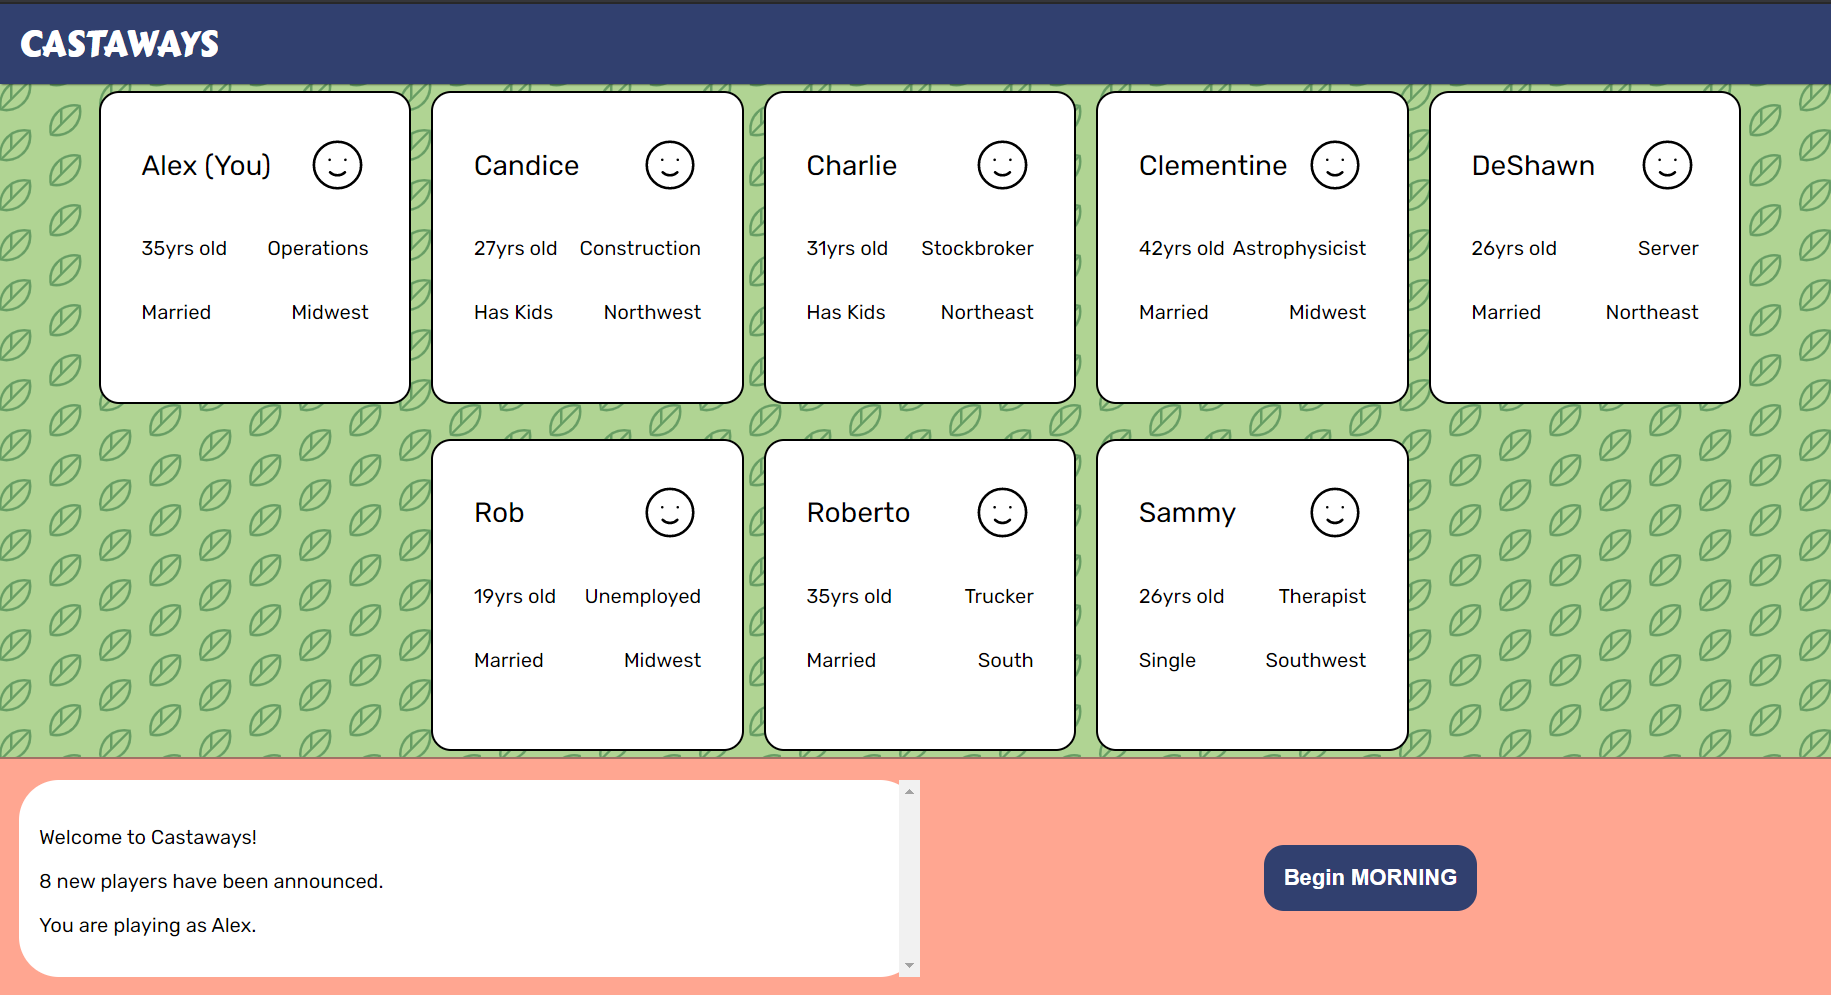 CASTAWAYS
Alex (You)
35yrs old Operations
Married Midwest
Candice
27yrs old Construction
Has Kids Northwest
Charlie
31yrs old Stockbroker
Has Kids Northeast
Clementine
42yrs old Astrophysicist
Married Midwest
DeShawn
26yrs old Server
Married Northeast
Rob
19yrs old Unemployed
Married Midwest
Roberto
35yrs old Trucker
Married South
Sammy
26yrs old Therapist
Single Southwest
Welcome to Castaways!
8 new players have been announced.
You are playing as Alex.
Begin MORNING